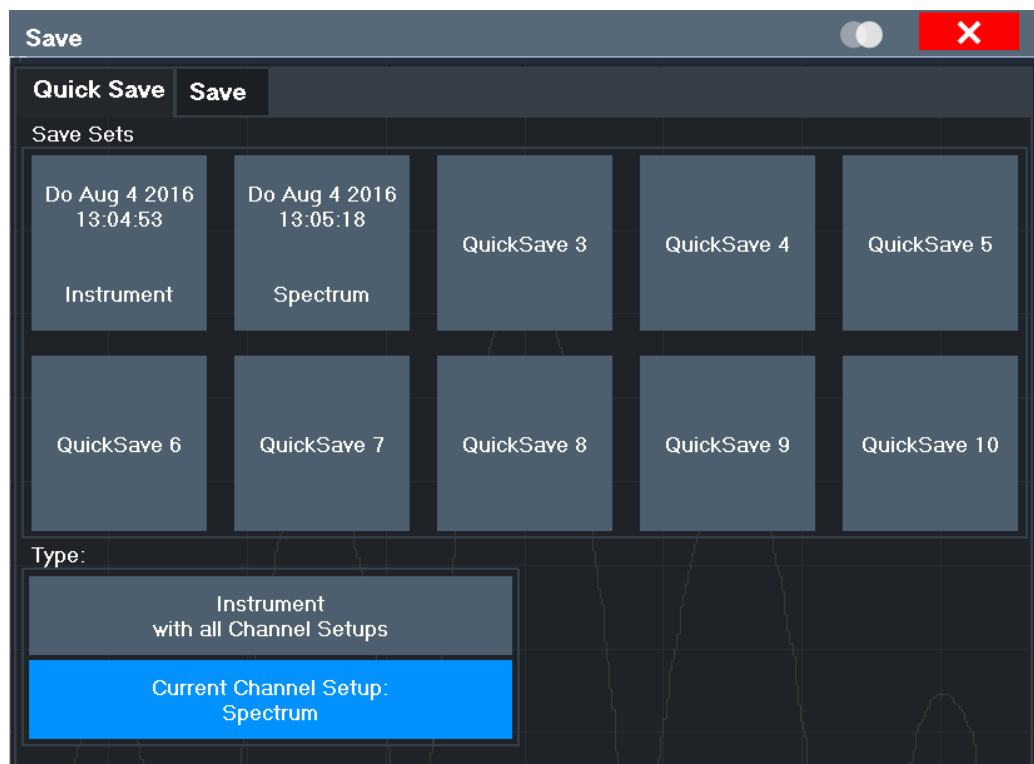 Save
Quick Save
Save
Save Sets
Do Aug 4 2016
13:04:53
Instrument
Do Aug 4 2016
13:05:18
Spectrum
QuickSave 3
QuickSave 4
QuickSave 5
QuickSave 6
QuickSave 7
QuickSave 8
QuickSave 9
QuickSave 10
Type:
Instrument
with all Channel Setups
Current Channel Setup:
Spectrum